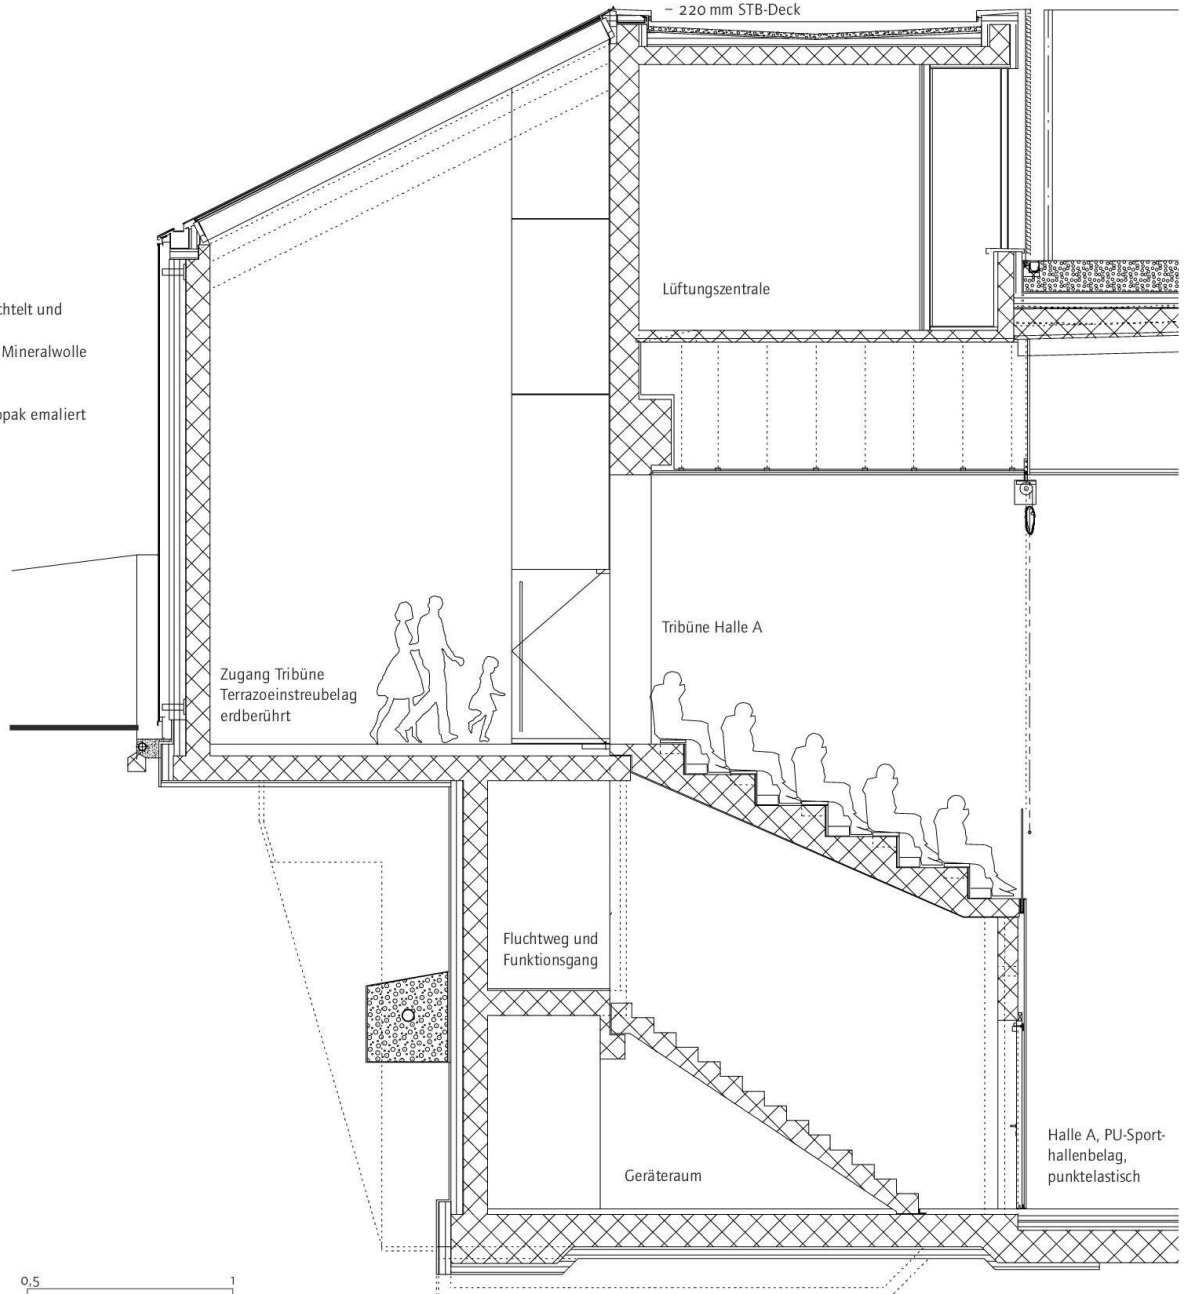 – 220 mm STB-Deck
Lüftungszentrale
chtelt und
Mineralwolle
opak emaliert
Tribüne Halle A
Zugang Tribüne
Terrazoeinstreubelag
erdberührt
Fluchtweg und
Funktionsgang
Halle A, PU-Sport-
hallenbelag,
punktelastisch
Geräteraum
0,5 1